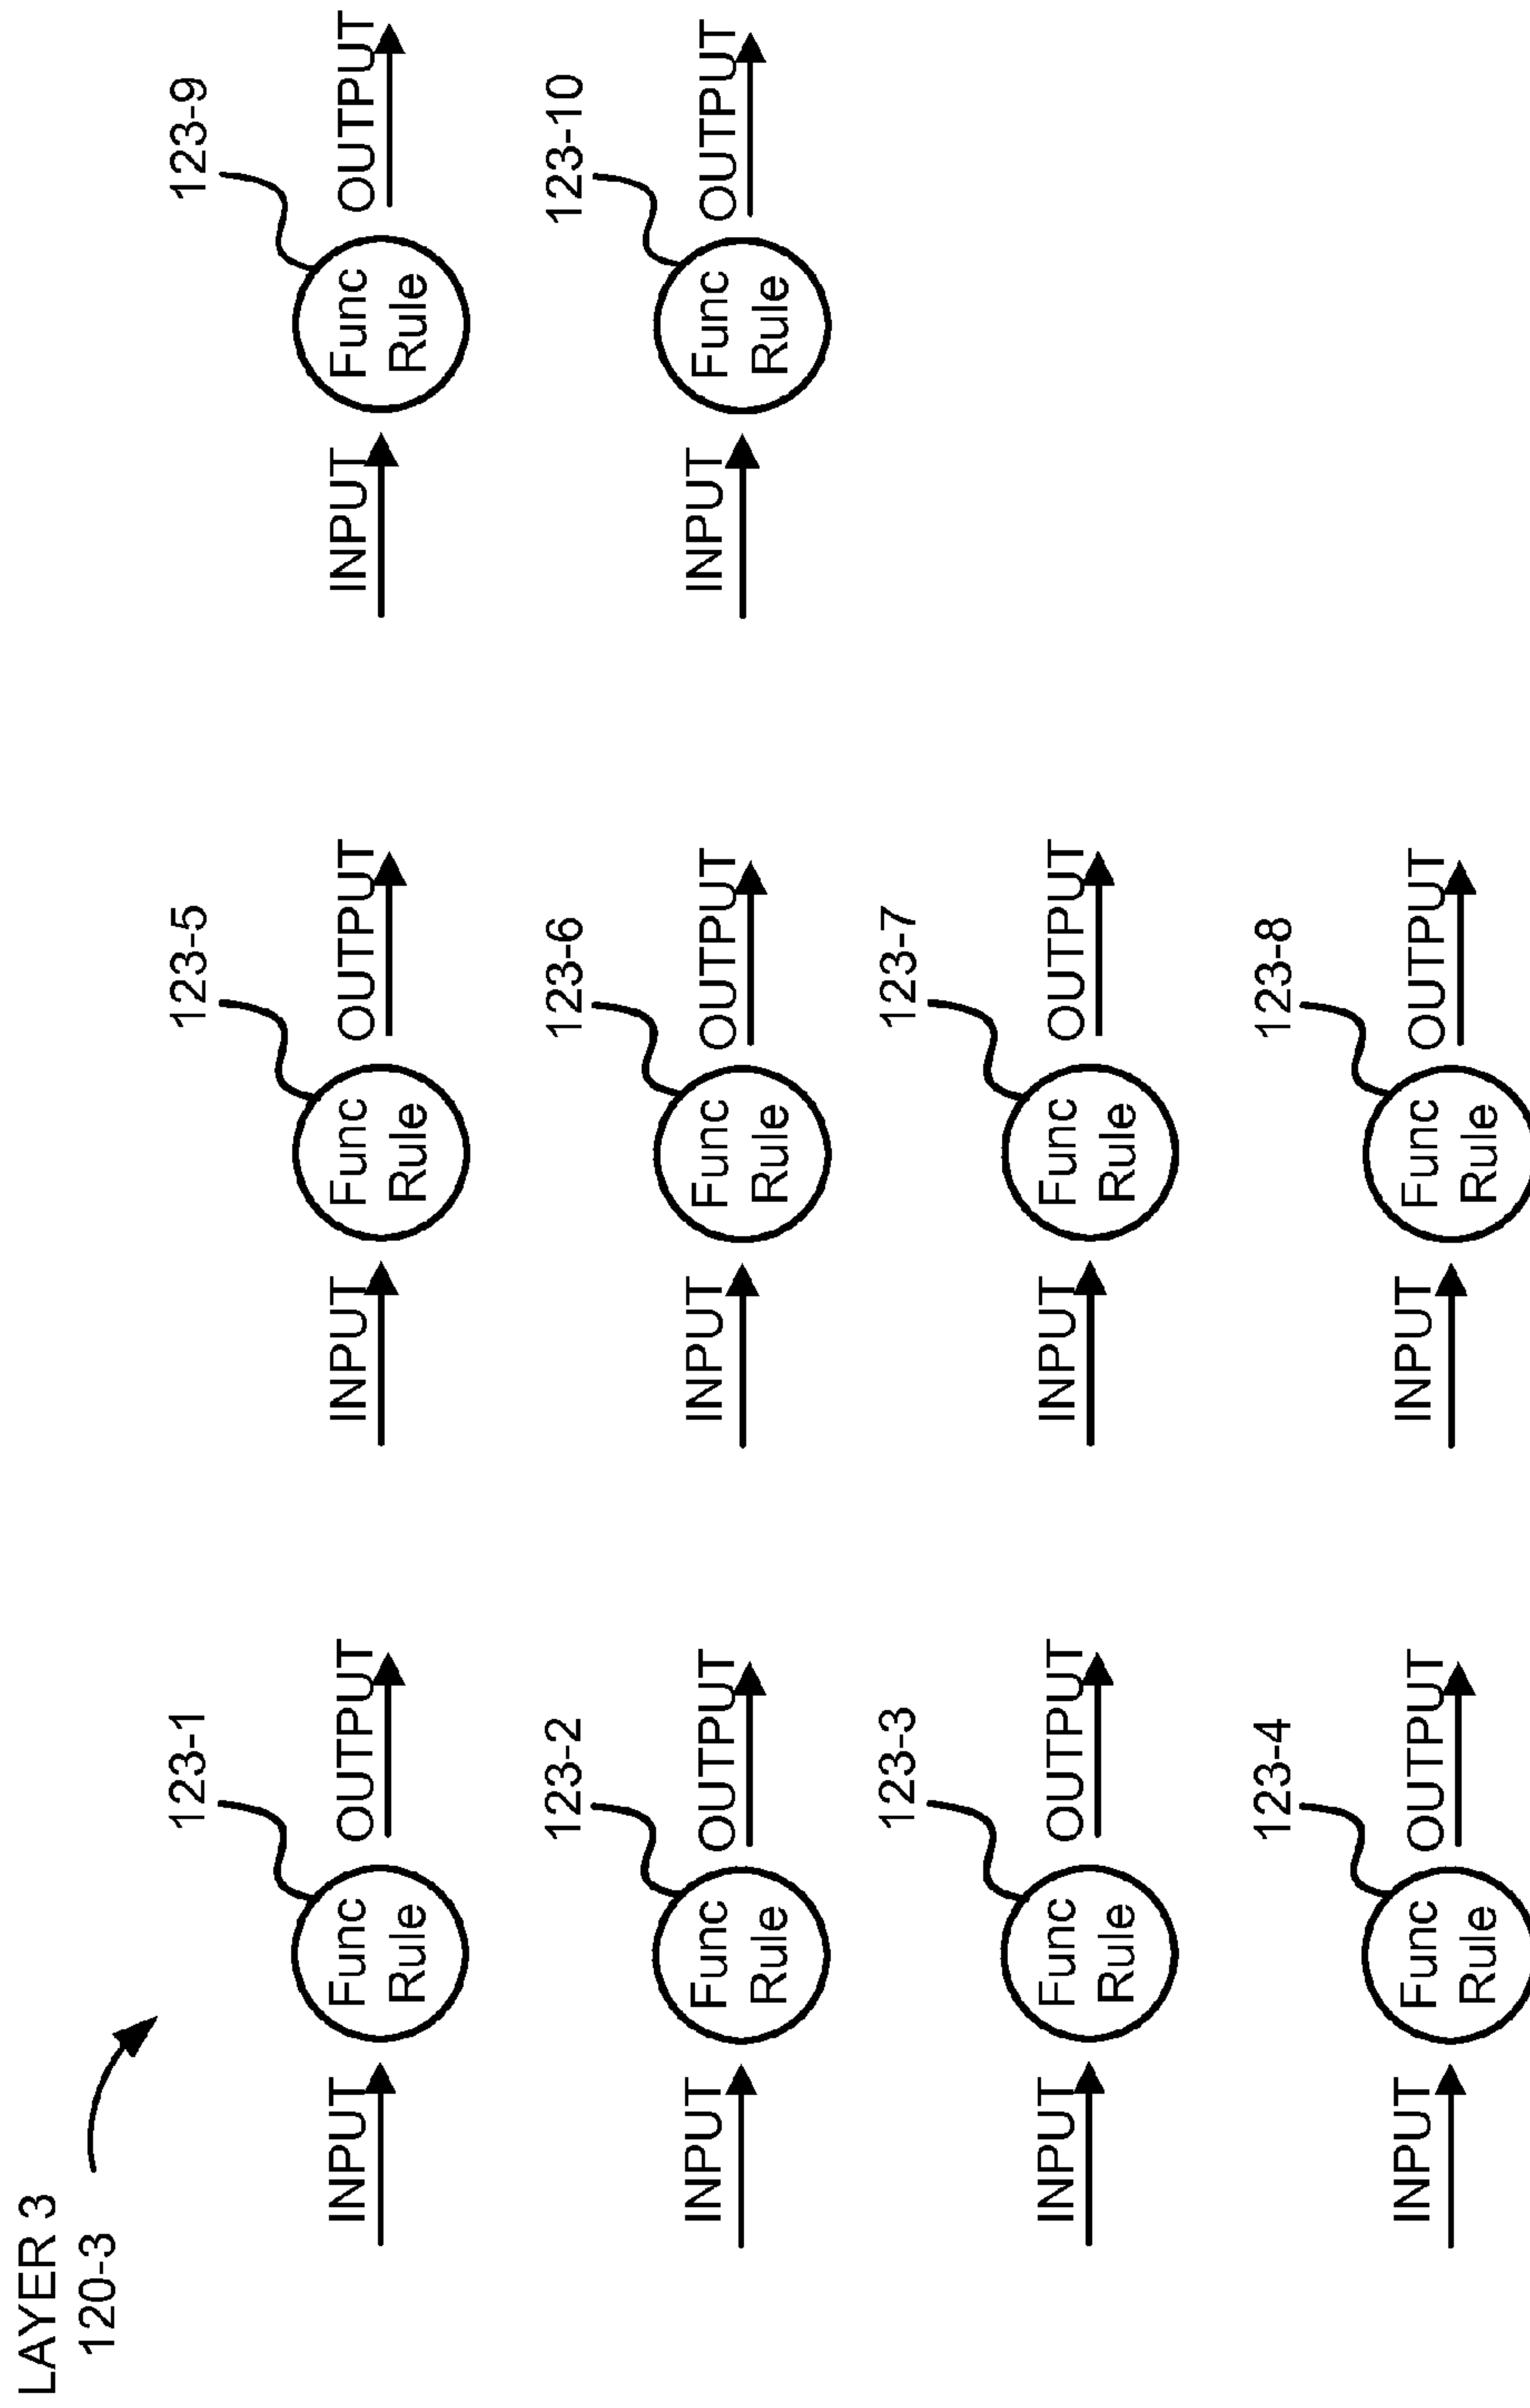 LAYER 3
120-3
123-1
INPUT
Func
Rule
OUTPUT
123-5
INPUT
Func
Rule
OUTPUT
123-9
INPUT
Func
Rule
OUTPUT
123-2
INPUT
Func
Rule
OUTPUT
123-6
INPUT
Func
Rule
OUTPUT
123-10
INPUT
Func
Rule
OUTPUT
123-3
INPUT
Func
Rule
OUTPUT
123-7
INPUT
Func
Rule
OUTPUT
123-4
INPUT
Func
Rule
OUTPUT
123-8
INPUT
Func
Rule
OUTPUT